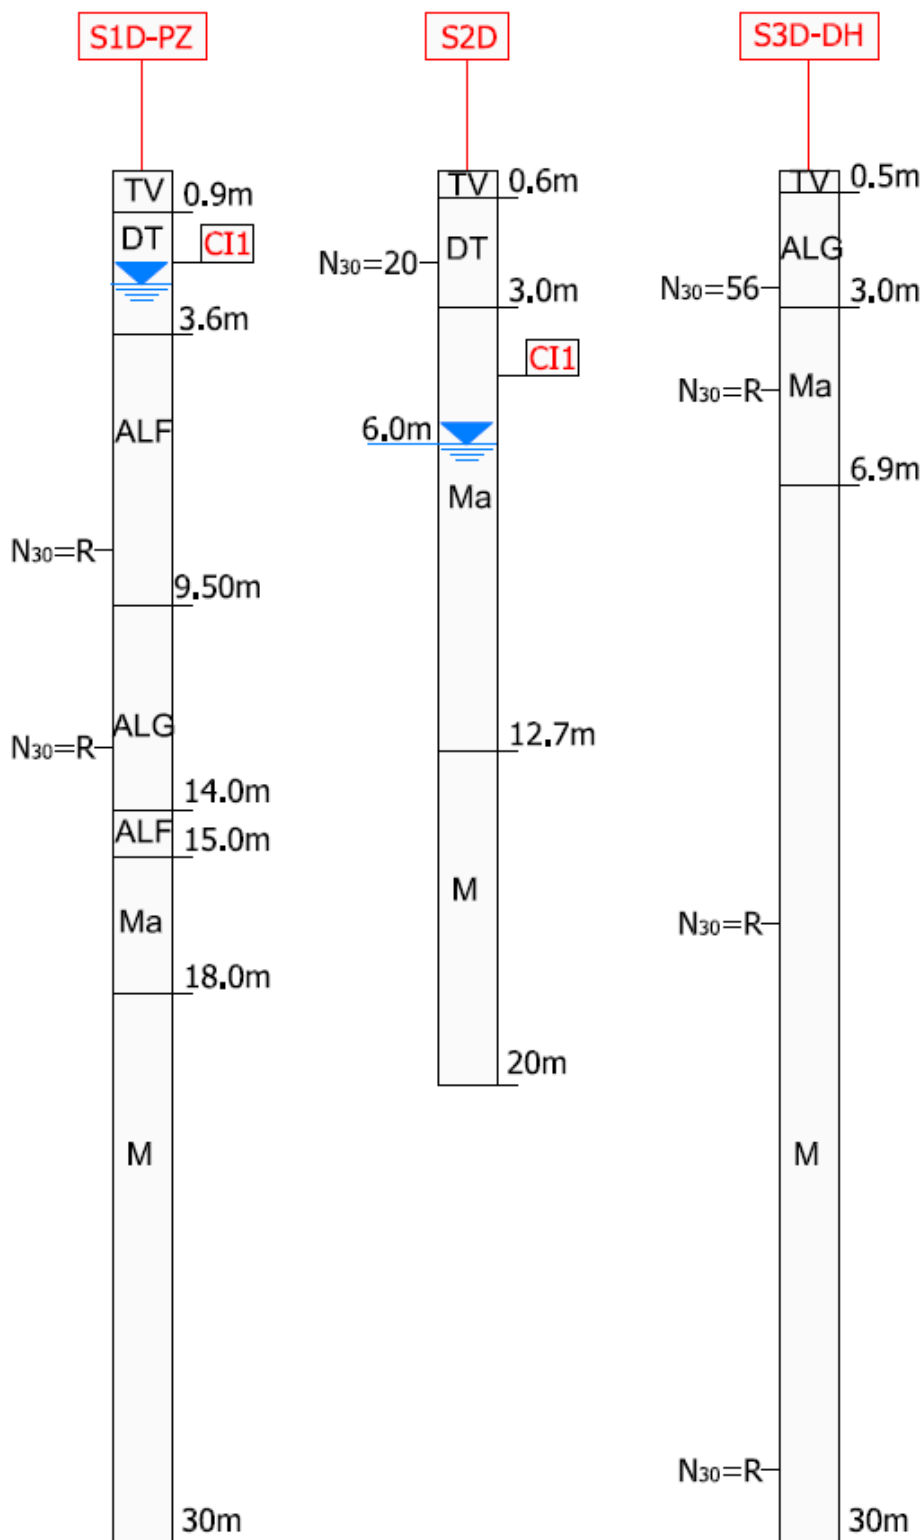 S1D-PZ
TV
0.9m
DT
CI1
3.6m
ALF
N30=R
9.50m
ALG
N30=R
14.0m
ALF
15.0m
Ma
18.0m
M
30m
S2D
TV
0.6m
N30=20
DT
3.0m
CI1
6.0m
Ma
12.7m
M
20m
S3D-DH
TV
0.5m
ALG
N30=56
3.0m
N30=R
Ma
6.9m
N30=R
M
N30=R
30m